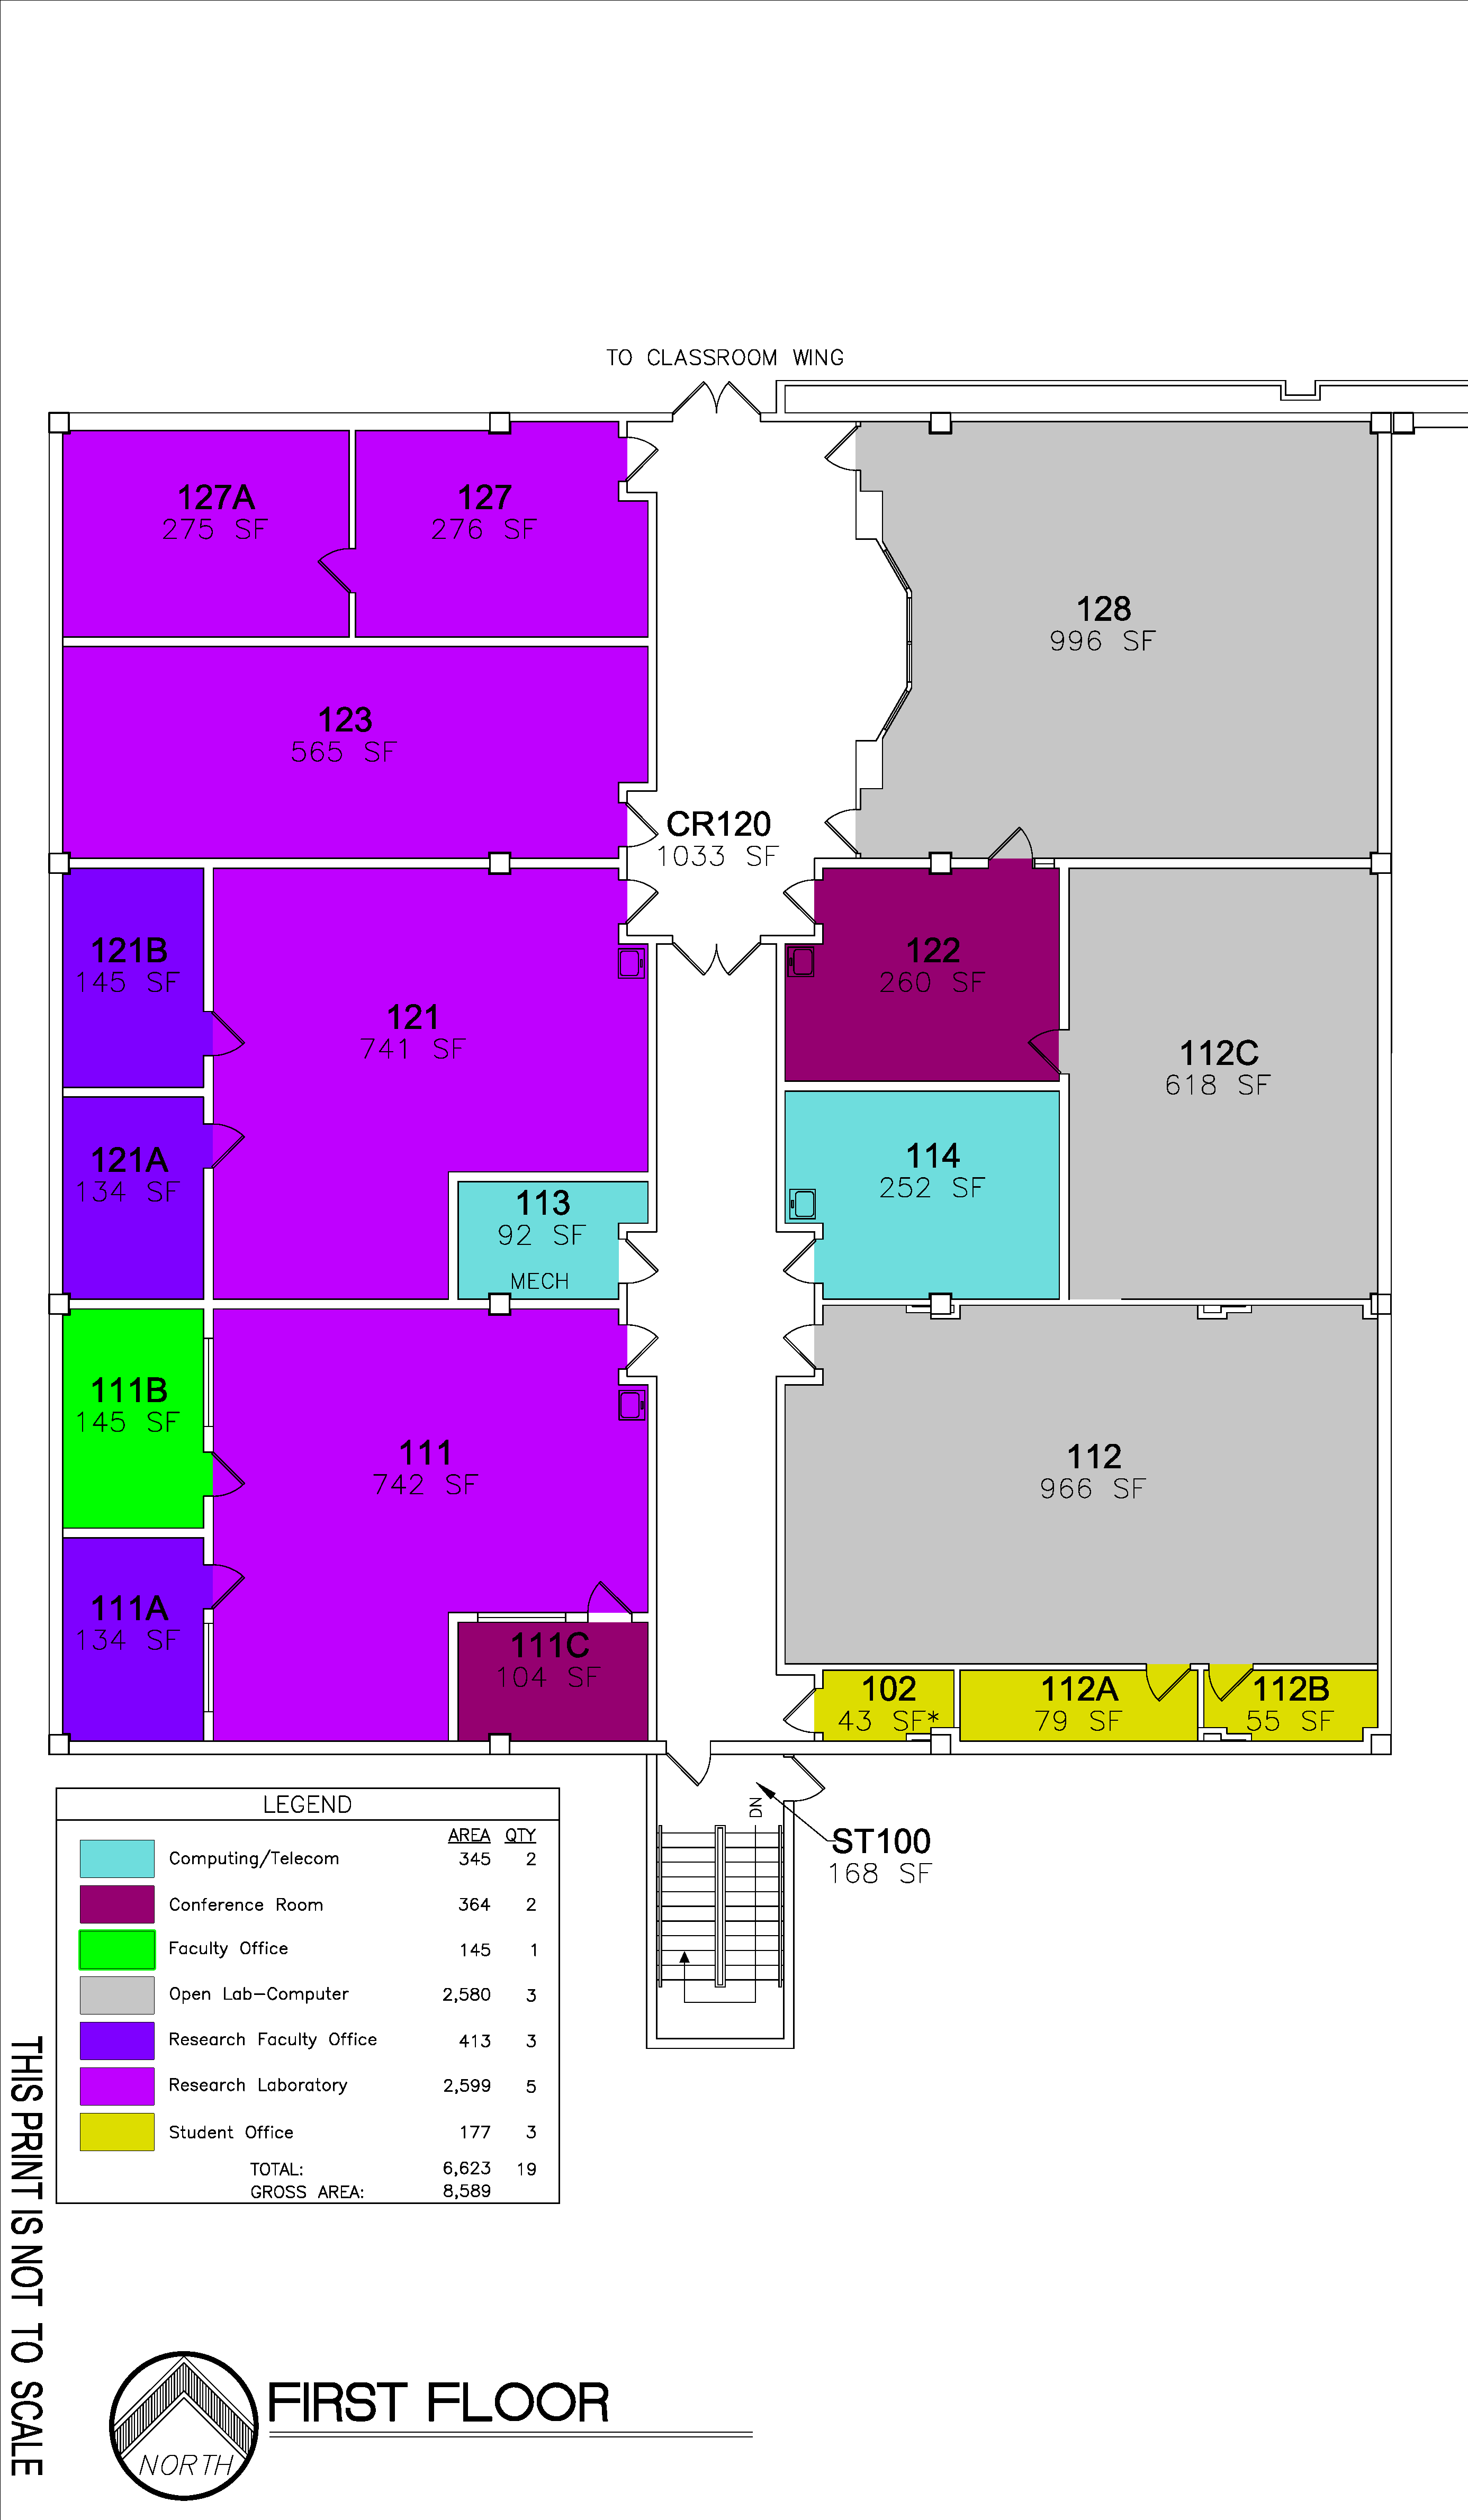 TO CLASSROOM WING
127A
275 SF
127
276 SF
128
996 SF
123
565 SF
CR120
1033 SF
121B
145 SF
121
741 SF
122
260 SF
112C
618 SF
121A
134 SF
113
92 SF
MECH
114
252 SF
111B
145 SF
111
742 SF
112
966 SF
111A
134 SF
111C
104 SF
102
43 SF*
112A
79 SF
112B
55 SF
DN
ST100
168 SF
LEGEND
AREA QTY
Computing/Telecom 345 2
Conference Room 364 2
Faculty Office 145 1
Open Lab-Computer 2,580 3
Research Faculty Office 413 3
Research Laboratory 2,599 5
Student Office 177 3
TOTAL: 6,623 19
GROSS AREA: 8,589
THIS PRINT IS NOT TO SCALE
NORTH
FIRST FLOOR